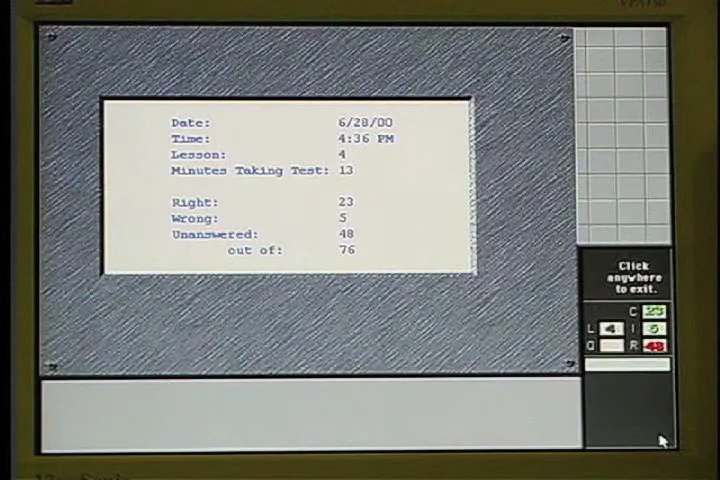 Date: 6/28/00
Time: 4:36 PM
Lesson: 4
Minutes Taking Test: 13
Right: 23
Wrong: 5
Unanswered: 48
out of: 76
Click
anywhere
to exit.
C 23
L 4 I 5
Q R 48